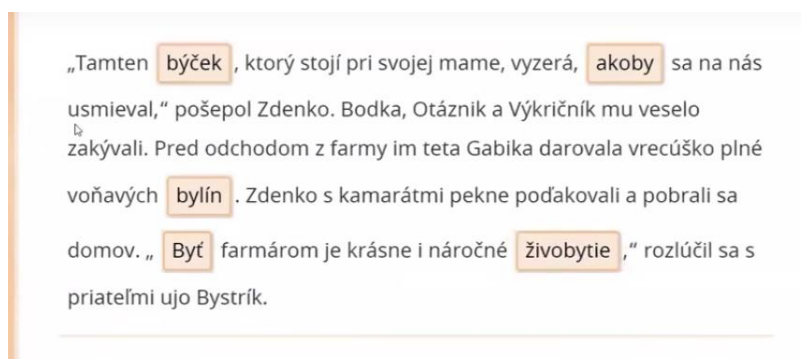 „Tamten býček , ktorý stojí pri svojej mame, vyzerá, akoby sa na nás
usmieval,“ pošepol Zdenko. Bodka, Otáznik a Výkričník mu veselo
zakývali. Pred odchodom z farmy im teta Gabika darovala vrecúško plné
voňavých bylín . Zdenko s kamarátmi pekne poďakovali a pobrali sa
domov. „ Byť farmárom je krásne i náročné živobytie ,“ rozlúčil sa s
priateľmi ujo Bystrík.